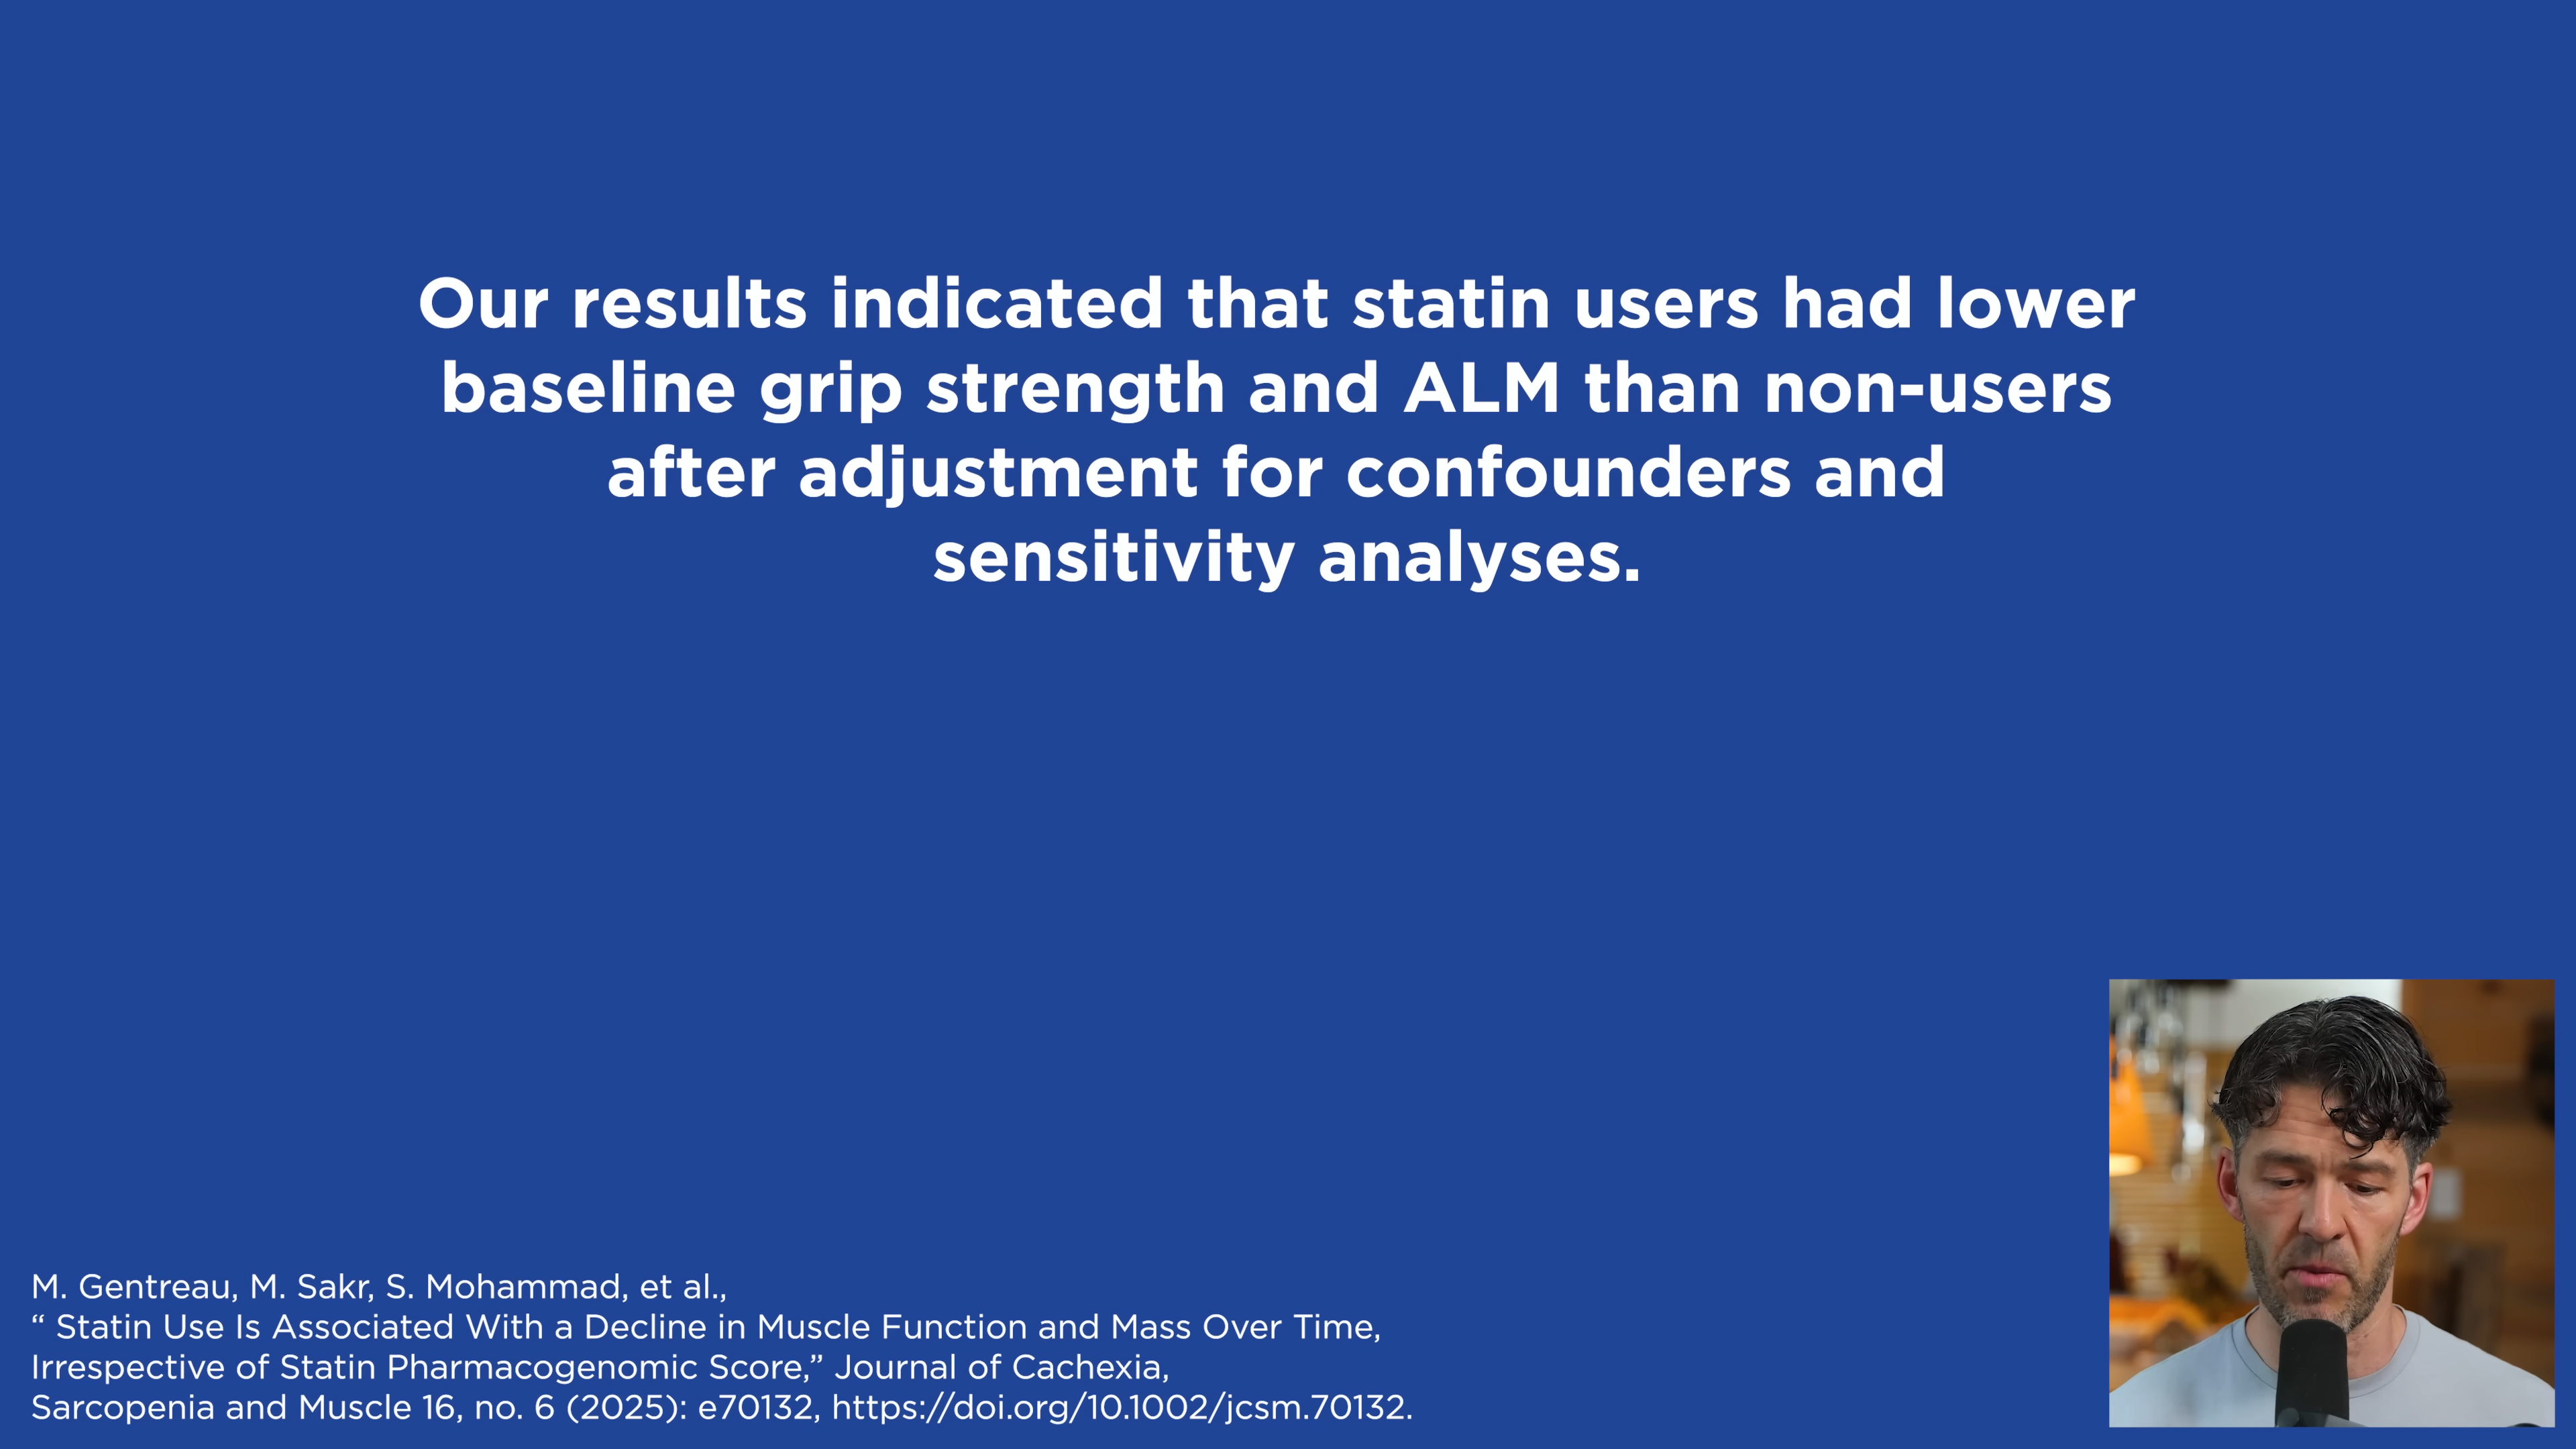 Our results indicated that statin users had lower
baseline grip strength and ALM than non-users
after adjustment for confounders and
sensitivity analyses.
M. Gentreau, M. Sakr, S. Mohammad, et al.,
“ Statin Use Is Associated With a Decline in Muscle Function and Mass Over Time,
Irrespective of Statin Pharmacogenomic Score,” Journal of Cachexia,
Sarcopenia and Muscle 16, no. 6 (2025): e70132, https://doi.org/10.1002/jcsm.70132.